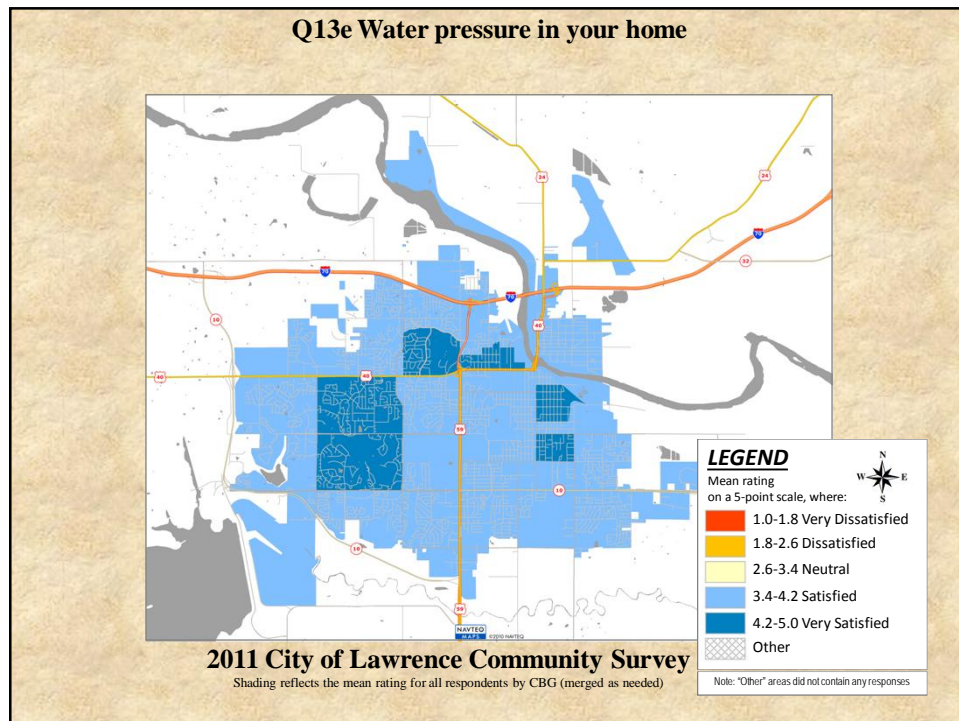 Q13e Water pressure in your home
24
24
70
70
32
70
10
40
40
40
59
10
10
59
NAVTEQ
MAPS
©2010 NAVTEQ
LEGEND
Mean rating
on a 5-point scale, where:
N
W E
S
1.0-1.8 Very Dissatisfied
1.8-2.6 Dissatisfied
2.6-3.4 Neutral
3.4-4.2 Satisfied
4.2-5.0 Very Satisfied
Other
2011 City of Lawrence Community Survey
Shading reflects the mean rating for all respondents by CBG (merged as needed)
Note: "Other" areas did not contain any responses